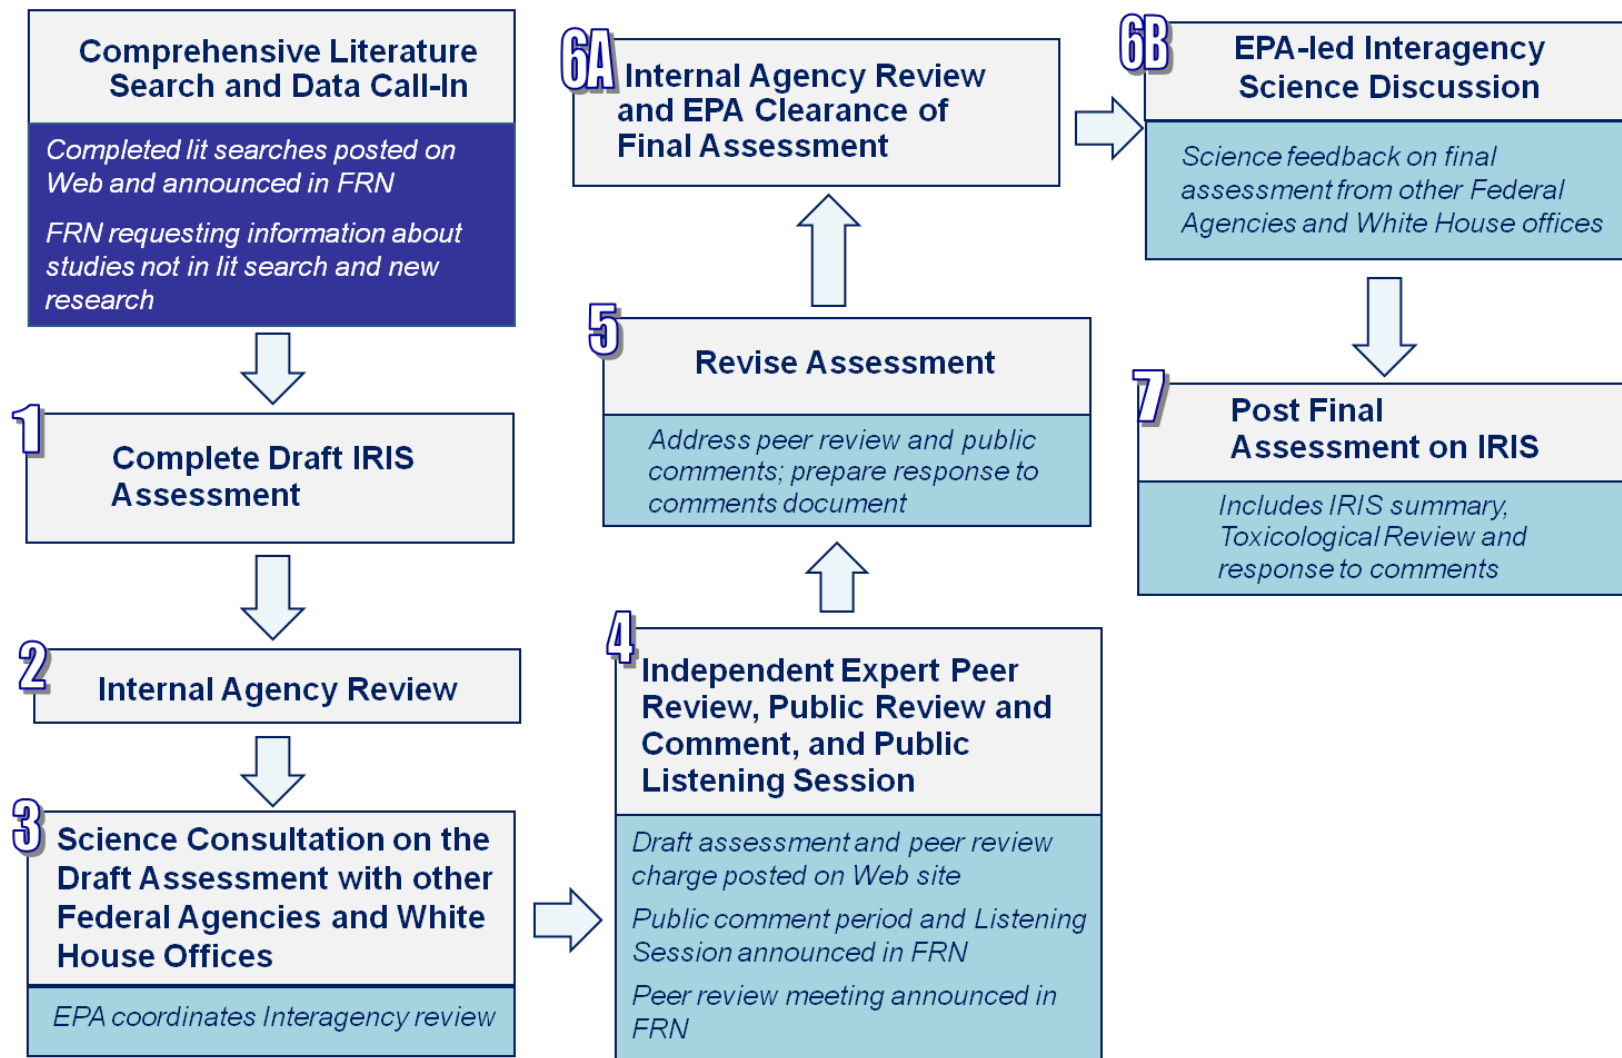 Comprehensive Literature
Search and Data Call-In
Completed lit searches posted on
Web and announced in FRN
FRN requesting information about
studies not in lit search and new
research
1
Complete Draft IRIS
Assessment
2
Internal Agency Review
3
Science Consultation on the
Draft Assessment with other
Federal Agencies and White
House Offices
EPA coordinates Interagency review
4
Independent Expert Peer
Review, Public Review and
Comment, and Public
Listening Session
Draft assessment and peer review
charge posted on Web site
Public comment period and Listening
Session announced in FRN
Peer review meeting announced in
FRN
5
Revise Assessment
Address peer review and public
comments; prepare response to
comments document
6A
Internal Agency Review
and EPA Clearance of
Final Assessment
6B
EPA-led Interagency
Science Discussion
Science feedback on final
assessment from other Federal
Agencies and White House offices
7
Post Final
Assessment on IRIS
Includes IRIS summary,
Toxicological Review and
response to comments